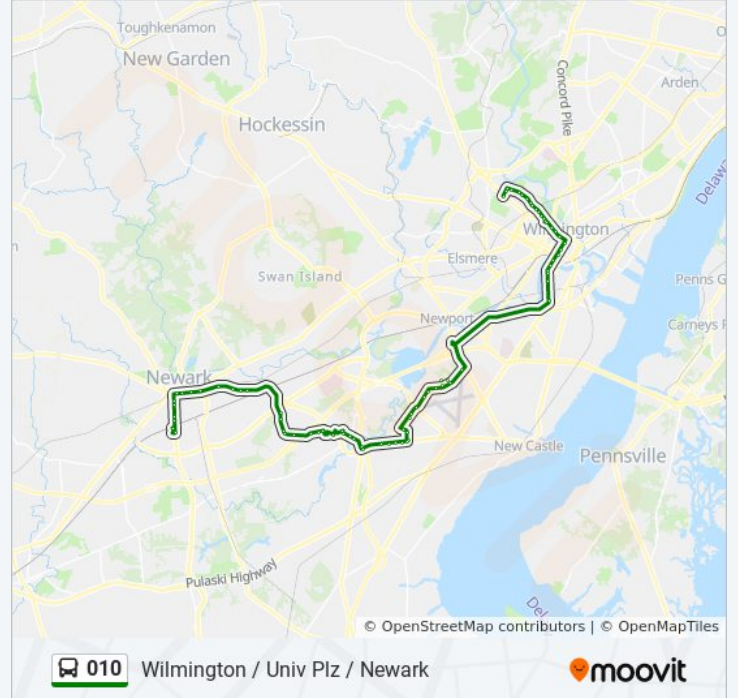 Toughkenamon
New Garden
Concord Pike
Arden
Hockessin
Delaw
Wilmington
Elsmere
Swan Island
Penns G
Newport
Carneys P
Newark
New Castle
Pennsville
Pulaski Highway
Del
© OpenStreetMap contributors | © OpenMapTiles
010 Wilmington / Univ Plz / Newark
moovit